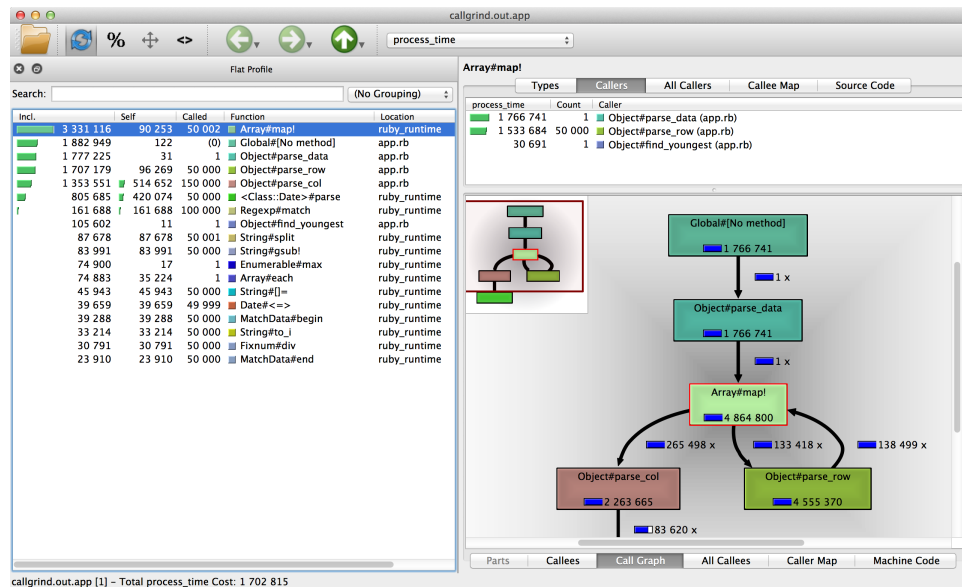 callgrind.out.app
% <> process_time
Flat Profile
Search: (No Grouping)
Incl. Self Called Function Location
3 331 116 90 253 50 002 Array#map! ruby_runtime
1 882 949 122 (0) Global#[No method] app.rb
1 777 225 31 1 Object#parse_data app.rb
1 707 179 96 269 50 000 Object#parse_row app.rb
1 353 551 514 652 150 000 Object#parse_col app.rb
805 685 420 074 50 000 <Class::Date>#parse ruby_runtime
161 688 161 688 100 000 Regexp#match ruby_runtime
105 602 11 1 Object#find_youngest app.rb
87 678 87 678 50 001 String#split ruby_runtime
83 991 83 991 50 000 String#gsub! ruby_runtime
74 900 17 1 Enumerable#max ruby_runtime
74 883 35 224 1 Array#each ruby_runtime
45 943 45 943 50 000 String#[]= ruby_runtime
39 659 39 659 49 999 Date#<=> ruby_runtime
39 288 39 288 50 000 MatchData#begin ruby_runtime
33 214 33 214 50 000 String#to_i ruby_runtime
30 791 30 791 50 000 Fixnum#div ruby_runtime
23 910 23 910 50 000 MatchData#end ruby_runtime
Array#map!
Types Callers All Callers Callee Map Source Code
process_time Count Caller
1 766 741 1 Object#parse_data (app.rb)
1 533 684 50 000 Object#parse_row (app.rb)
30 691 1 Object#find_youngest (app.rb)
Global#[No method]
1 766 741
1 x
Object#parse_data
1 766 741
1 x
Array#map!
4 864 800
265 498 x 133 418 x 138 499 x
Object#parse_col Object#parse_row
2 263 665 4 555 370
83 620 x
Parts Callees Call Graph All Callees Caller Map Machine Code
callgrind.out.app [1] - Total process_time Cost: 1 702 815